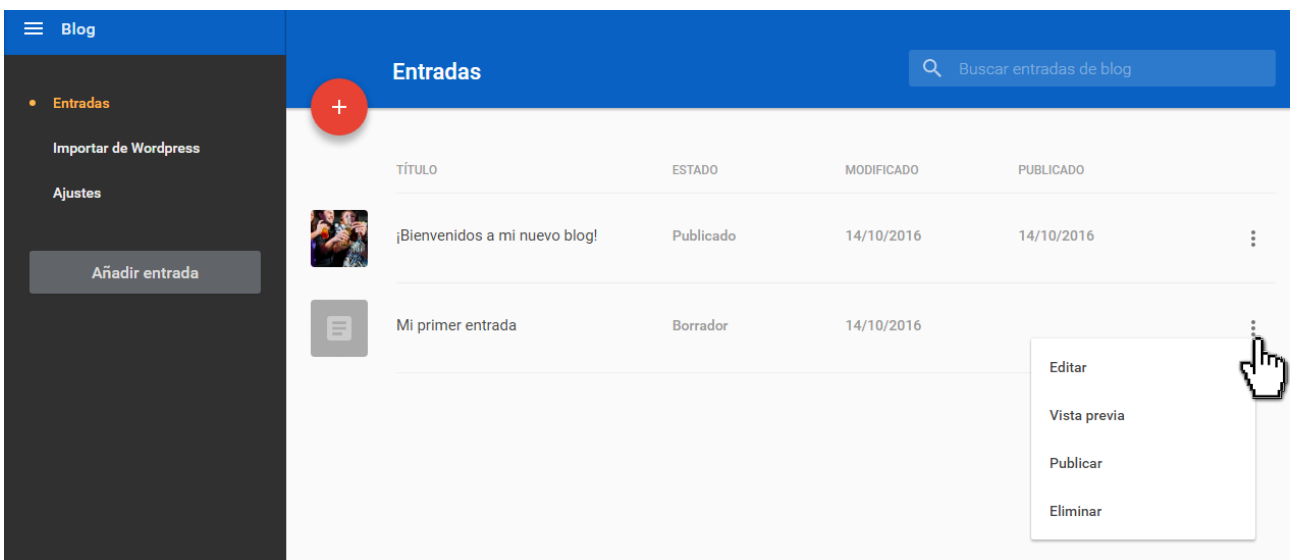 Blog
Entradas
Buscar entradas de blog
Entradas
Importar de Wordpress
Ajustes
Añadir entrada
TÍTULO ESTADO MODIFICADO PUBLICADO
¡Bienvenidos a mi nuevo blog! Publicado 14/10/2016 14/10/2016
Mi primer entrada Borrador 14/10/2016
Editar
Vista previa
Publicar
Eliminar